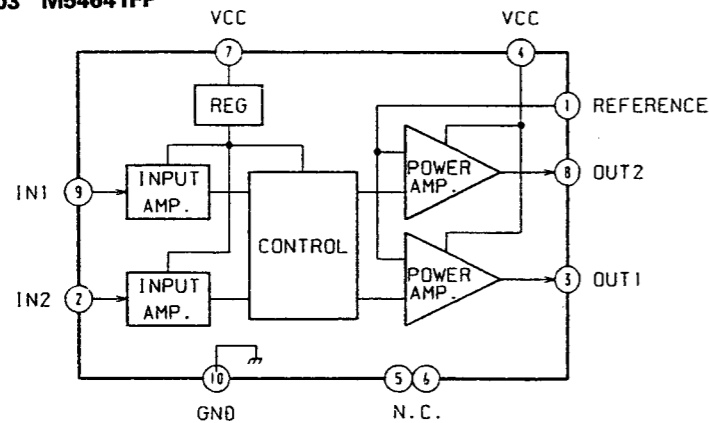 03 M54641FP
VCC
VCC
7
4
REG
1
REFERENCE
IN1
9
INPUT
AMP.
POWER
AMP.
8
OUT2
CONTROL
IN2
2
INPUT
AMP.
POWER
AMP.
3
OUT1
10
5
6
GND
N.C.